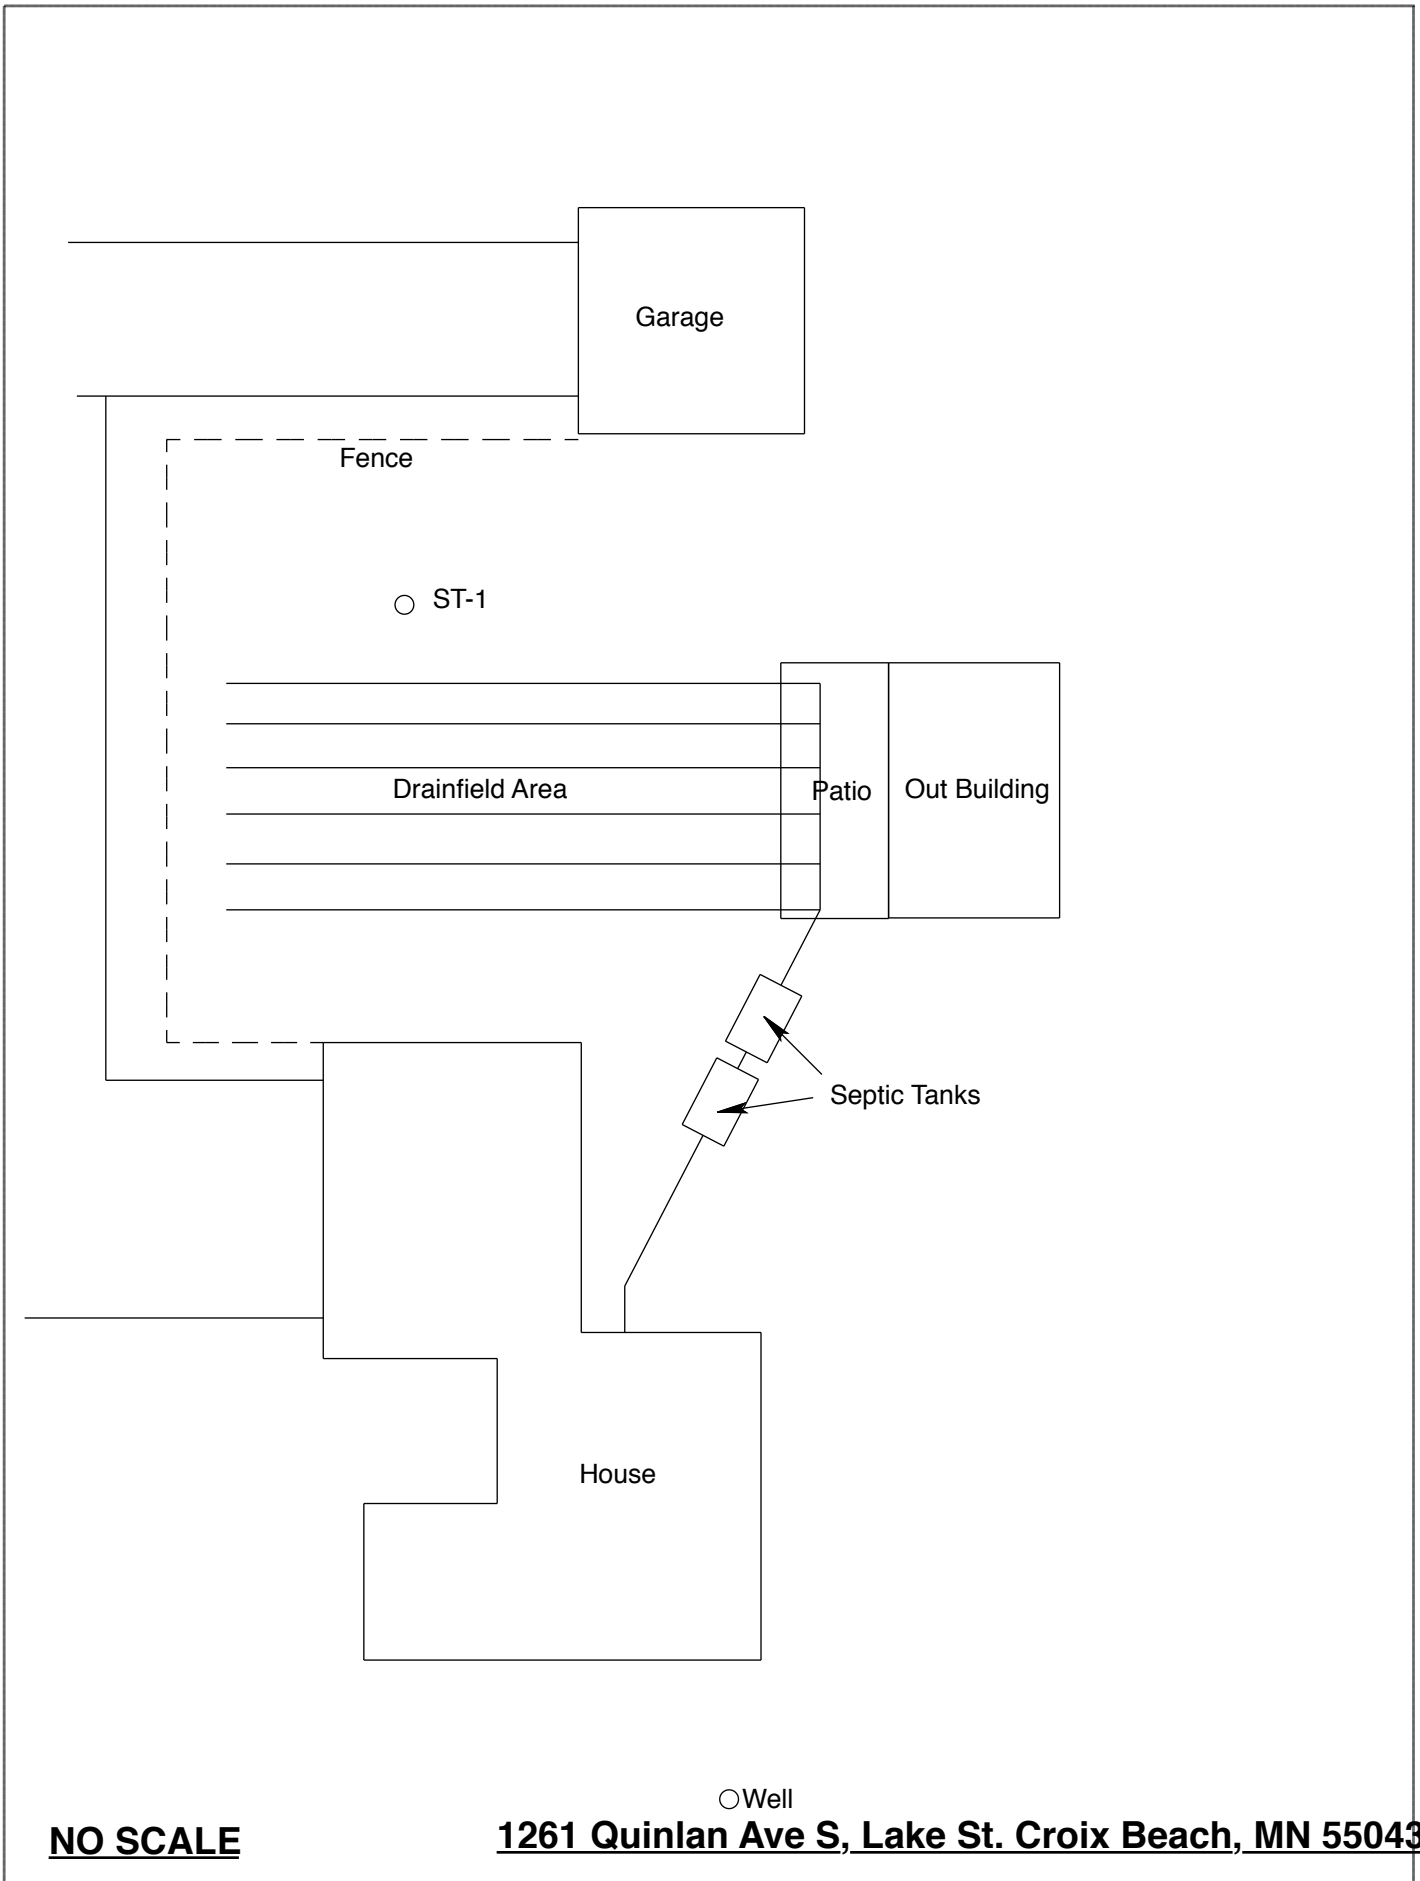 Garage
Fence
ST-1
Drainfield Area
Patio
Out Building
Septic Tanks
House
Well
NO SCALE
1261 Quinlan Ave S, Lake St. Croix Beach, MN 55043